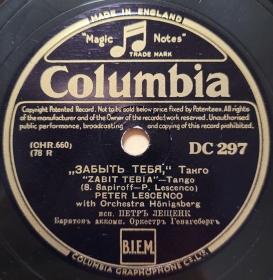 MADE IN ENGLAND
"Magic Notes"
TRADE MARK
Columbia
Copyright Patented Record. Not to be sold below price fixed by Patentees. All rights
of the manufacturer and of the Owner of the recorded work reserved. Unauthorised
public performance, broadcasting and copying of this record prohibited.
(CHR.660)
(78 R
DC 297
„ЗАБЫТЬ ТЕБЯ," Танго
"ZABIT TEBIA"—Tango
(B. Sapiroff—P. Lescenco)
PETER LESCENCO
with Orchestra Hönigsberg
исп. ПЕТРЪ ЛЕЩЕНК
Баритонъ аккомп. Оркестръ Генигсбергъ
B.I.E.M.
COLUMBIA GRAPHOPHONE CO., LTD.